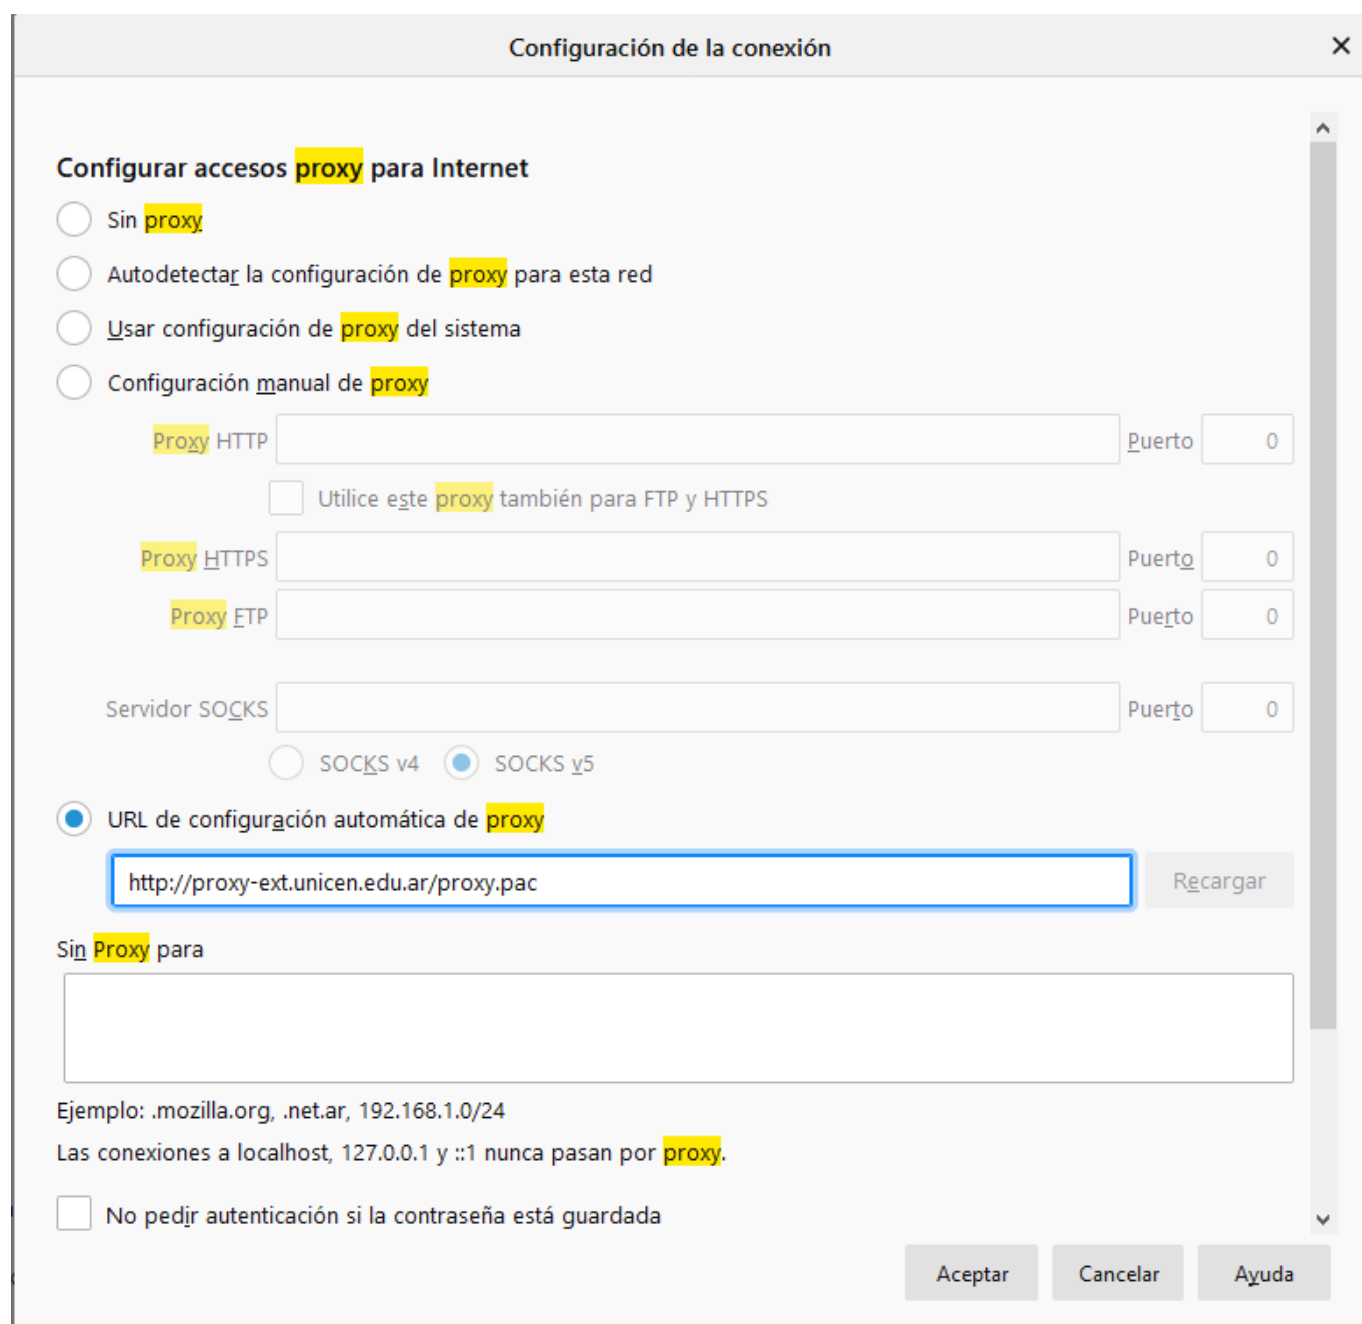 Configuración de la conexión
Configurar accesos proxy para Internet
Sin proxy
Autodetectar la configuración de proxy para esta red
Usar configuración de proxy del sistema
Configuración manual de proxy
Proxy HTTP Puerto 0
Utilice este proxy también para FTP y HTTPS
Proxy HTTPS Puerto 0
Proxy FTP Puerto 0
Servidor SOCKS Puerto 0
SOCKS v4 SOCKS v5
URL de configuración automática de proxy
http://proxy-ext.unicen.edu.ar/proxy.pac Recargar
Sin Proxy para
Ejemplo: .mozilla.org, .net.ar, 192.168.1.0/24
Las conexiones a localhost, 127.0.0.1 y ::1 nunca pasan por proxy.
No pedir autenticación si la contraseña está guardada
Aceptar Cancelar Ayuda